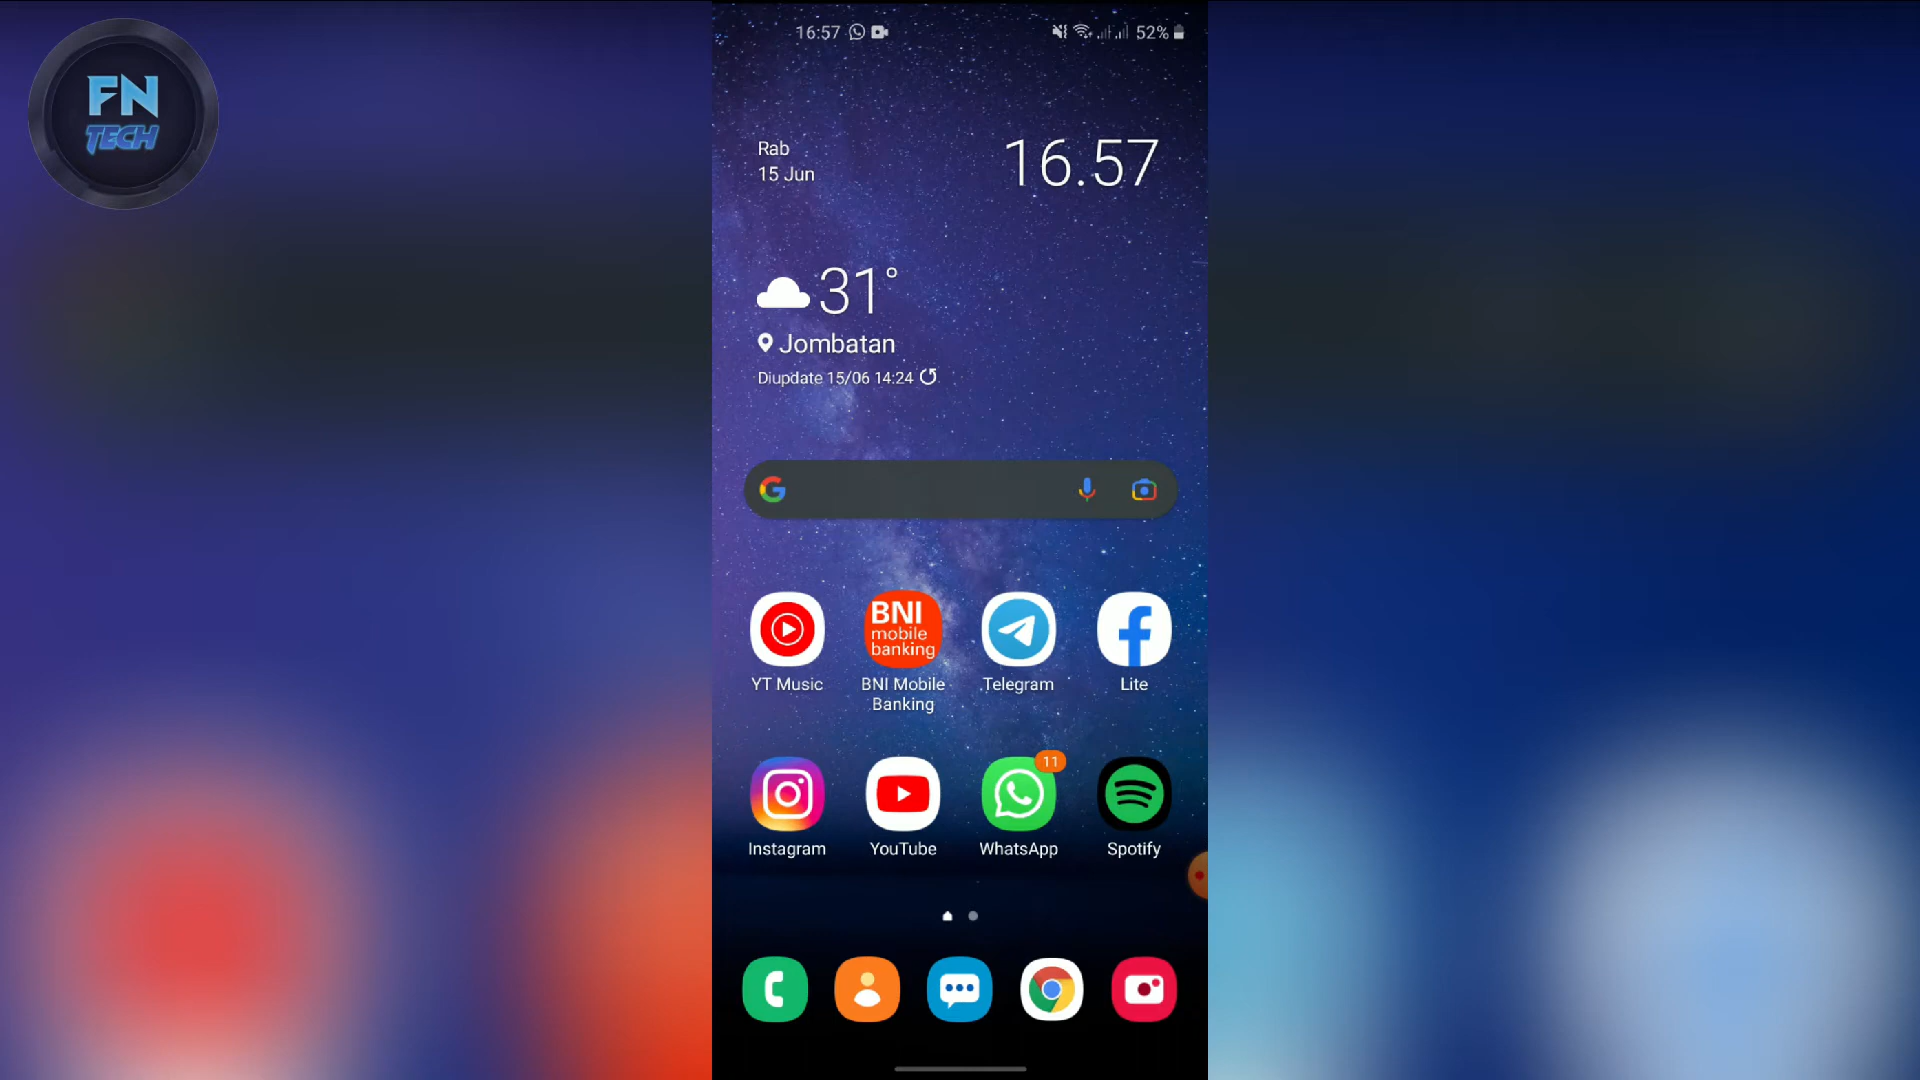 FN
TECH
16:57
52%
Rab
15 Jun
16.57
31°
Jombatan
Diupdate 15/06 14:24
BNI
mobile
banking
YT Music
BNI Mobile
Banking
Telegram
Lite
11
Instagram
YouTube
WhatsApp
Spotify